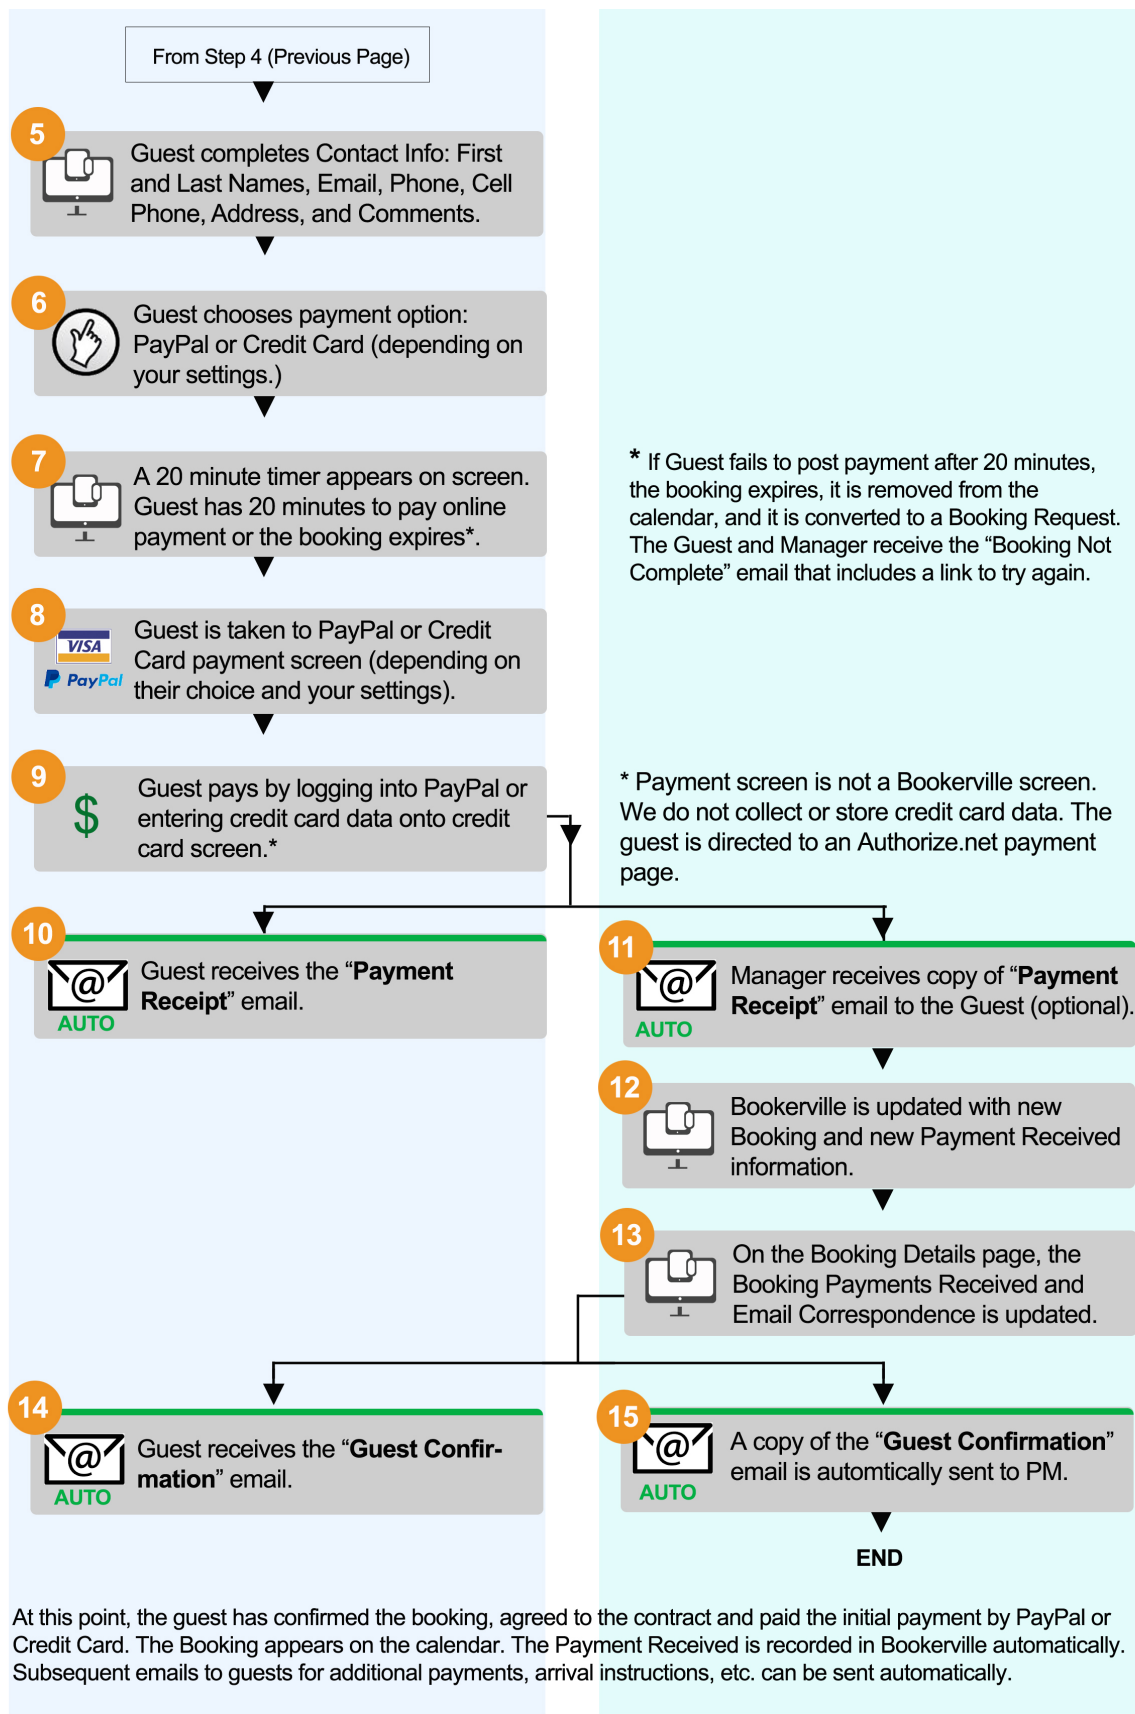 From Step 4 (Previous Page)
5
Guest completes Contact Info: First
and Last Names, Email, Phone, Cell
Phone, Address, and Comments.
6
Guest chooses payment option:
PayPal or Credit Card (depending on
your settings.)
7
A 20 minute timer appears on screen.
Guest has 20 minutes to pay online
payment or the booking expires*.
* If Guest fails to post payment after 20 minutes,
the booking expires, it is removed from the
calendar, and it is converted to a Booking Request.
The Guest and Manager receive the “Booking Not
Complete” email that includes a link to try again.
8
VISA
PayPal
Guest is taken to PayPal or Credit
Card payment screen (depending on
their choice and your settings).
9
$
Guest pays by logging into PayPal or
entering credit card data onto credit
card screen.*
* Payment screen is not a Bookerville screen.
We do not collect or store credit card data. The
guest is directed to an Authorize.net payment
page.
10
@
AUTO
Guest receives the “Payment
Receipt” email.
11
@
AUTO
Manager receives copy of “Payment
Receipt” email to the Guest (optional).
12
Bookerville is updated with new
Booking and new Payment Received
information.
13
On the Booking Details page, the
Booking Payments Received and
Email Correspondence is updated.
14
@
AUTO
Guest receives the “Guest Confir-
mation” email.
15
@
AUTO
A copy of the “Guest Confirmation”
email is automtically sent to PM.
END
At this point, the guest has confirmed the booking, agreed to the contract and paid the initial payment by PayPal or
Credit Card. The Booking appears on the calendar. The Payment Received is recorded in Bookerville automatically.
Subsequent emails to guests for additional payments, arrival instructions, etc. can be sent automatically.